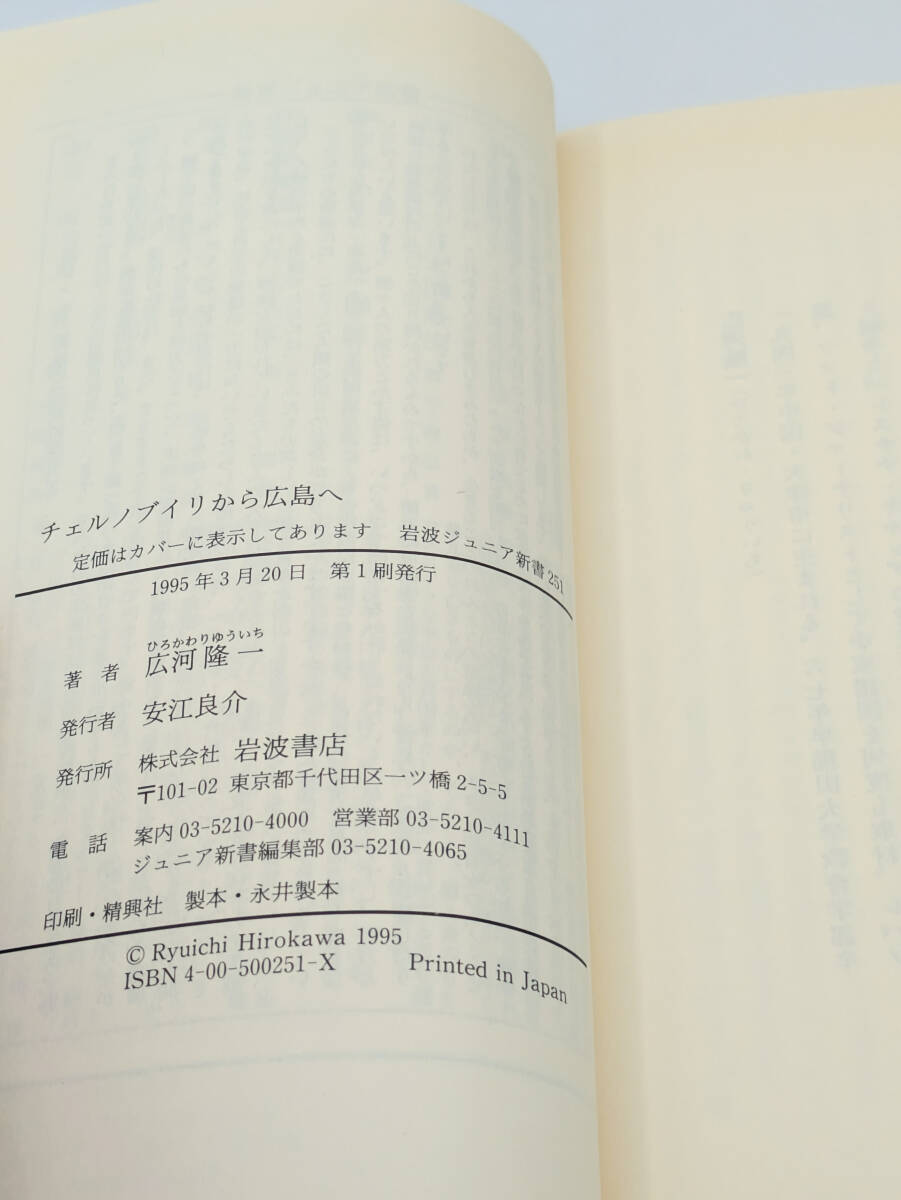 チェルノブイリから広島へ
定価はカバーに表示してあります 岩波ジュニア新書 251
1995年3月20日 第1刷発行
ひろかわりゆういち
著者 広河隆一
発行者 安江良介
発行所 株式会社 岩波書店
〒101-02 東京都千代田区一ツ橋2-5-5
電話 案内 03-5210-4000 営業部 03-5210-4111
ジュニア新書編集部 03-5210-4065
印刷・精興社 製本・永井製本
© Ryuichi Hirokawa 1995
ISBN 4-00-500251-X Printed in Japan